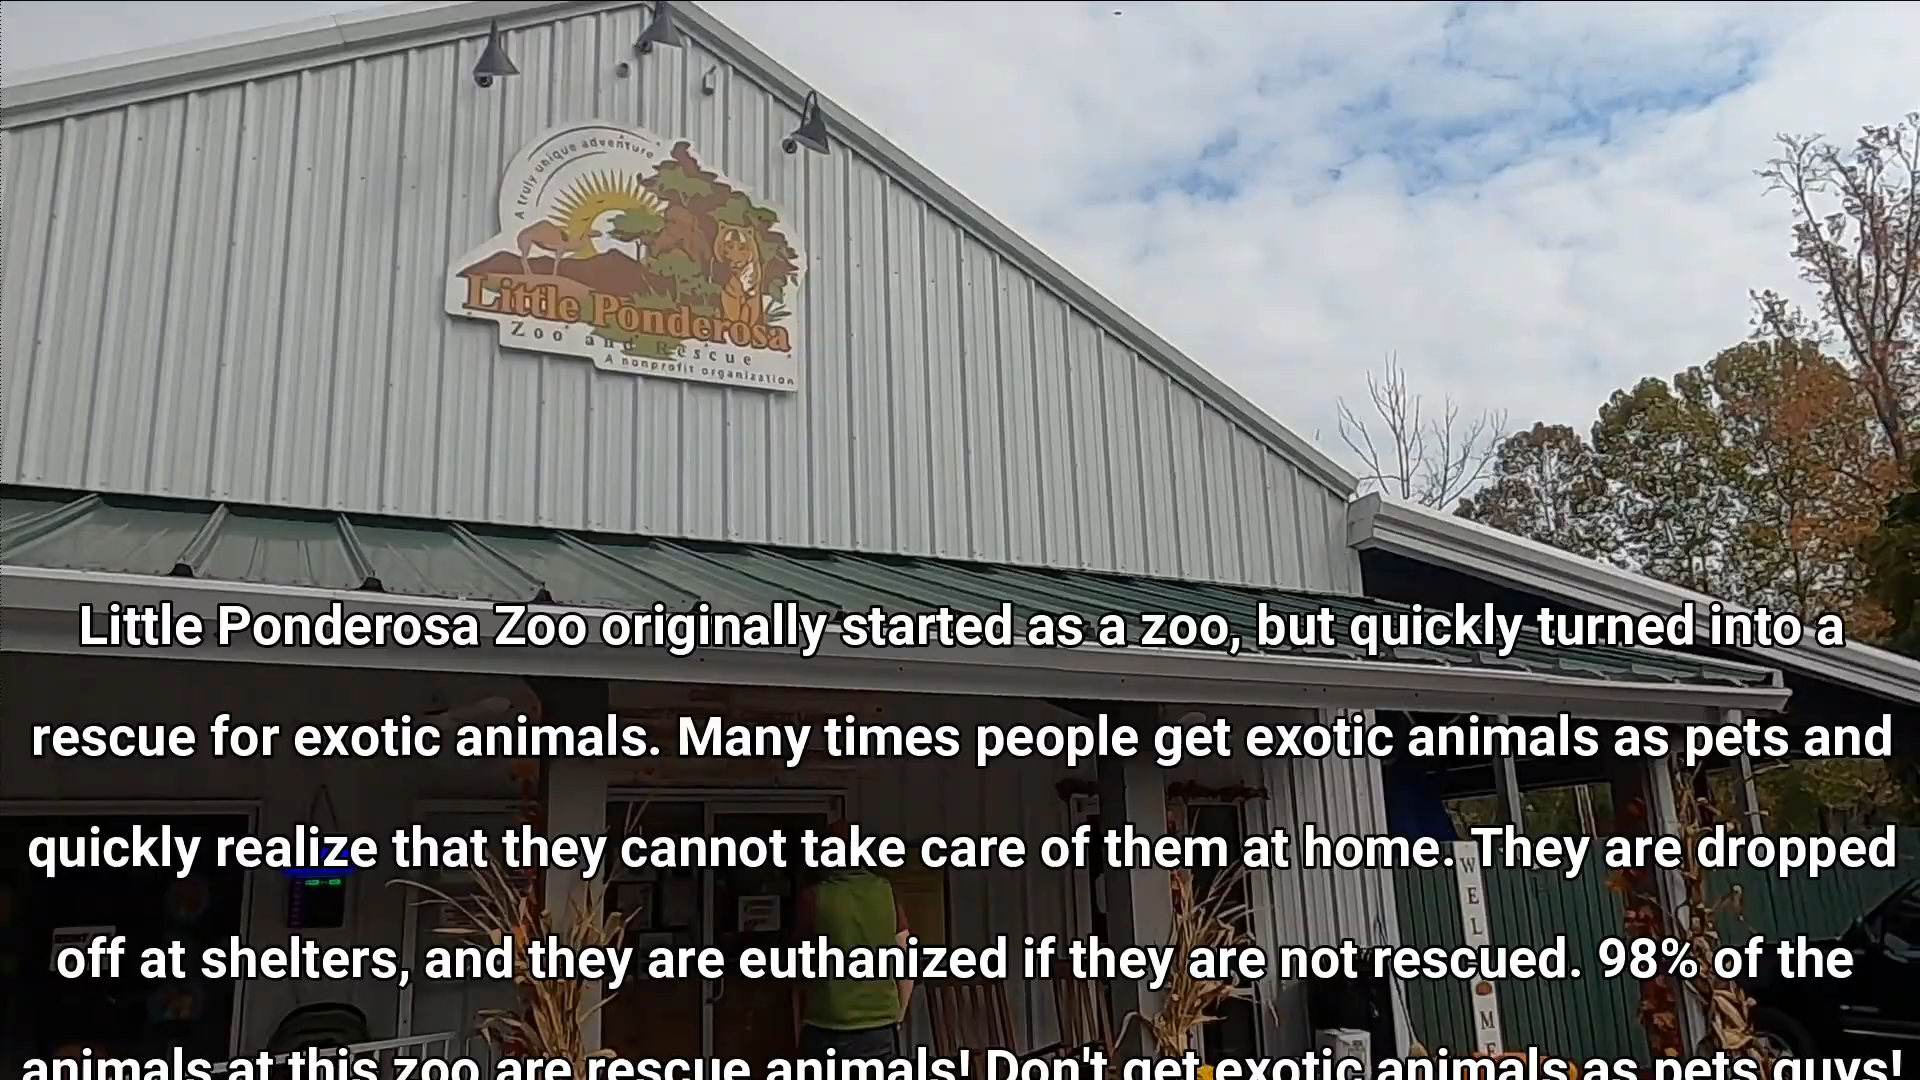 A truly unique adventure
Little Ponderosa
Zoo and Rescue
A nonprofit organization
Little Ponderosa Zoo originally started as a zoo, but quickly turned into a
rescue for exotic animals. Many times people get exotic animals as pets and
quickly realize that they cannot take care of them at home. They are dropped
off at shelters, and they are euthanized if they are not rescued. 98% of the
animals at this zoo are rescue animals! Don't get exotic animals as pets guys!
WELCOME